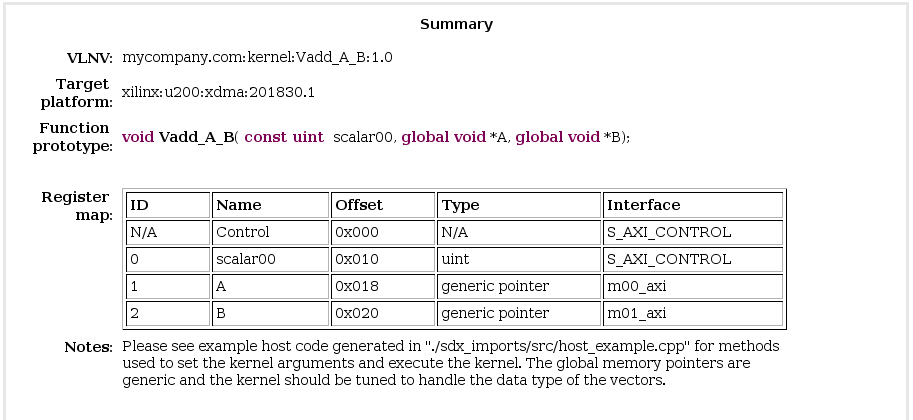 Summary
VLNV: mycompany.com:kernel:Vadd_A_B:1.0
Target platform: xilinx:u200:xdma:201830.1
Function prototype: void Vadd_A_B( const uint scalar00, global void *A, global void *B);
Register map:
ID Name Offset Type Interface
N/A Control 0x000 N/A S_AXI_CONTROL
0 scalar00 0x010 uint S_AXI_CONTROL
1 A 0x018 generic pointer m00_axi
2 B 0x020 generic pointer m01_axi
Notes: Please see example host code generated in "./sdx_imports/src/host_example.cpp" for methods
used to set the kernel arguments and execute the kernel. The global memory pointers are
generic and the kernel should be tuned to handle the data type of the vectors.